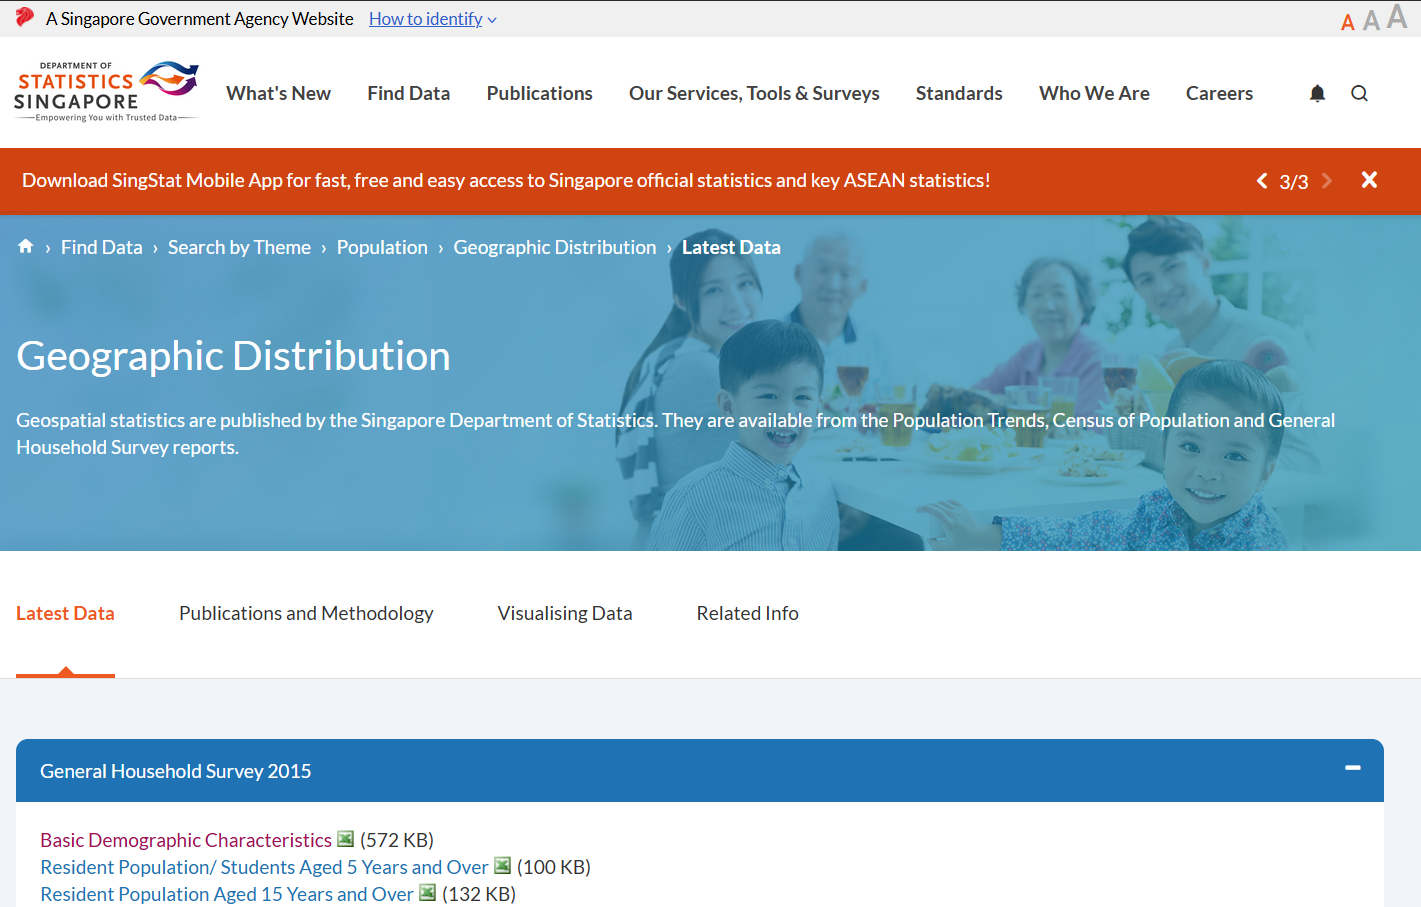 A Singapore Government Agency Website How to identify
A A A
DEPARTMENT OF
STATISTICS
SINGAPORE
Empowering You with Trusted Data
What's New Find Data Publications Our Services, Tools & Surveys Standards Who We Are Careers
Download SingStat Mobile App for fast, free and easy access to Singapore official statistics and key ASEAN statistics! 3/3
› Find Data › Search by Theme › Population › Geographic Distribution › Latest Data
Geographic Distribution
Geospatial statistics are published by the Singapore Department of Statistics. They are available from the Population Trends, Census of Population and General
Household Survey reports.
Latest Data Publications and Methodology Visualising Data Related Info
General Household Survey 2015
Basic Demographic Characteristics (572 KB)
Resident Population/ Students Aged 5 Years and Over (100 KB)
Resident Population Aged 15 Years and Over (132 KB)